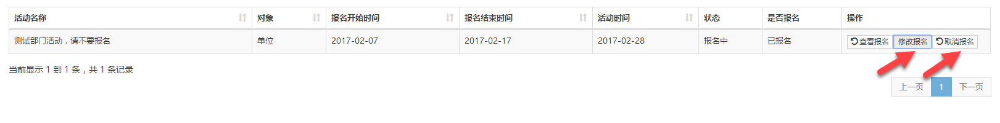 活动名称 对象 报名开始时间 报名结束时间 活动时间 状态 是否报名 操作
测试部门活动，请不要报名 单位 2017-02-07 2017-02-17 2017-02-28 报名中 已报名 查看报名 修改报名 取消报名
当前显示 1 到 1 条，共 1 条记录
上一页 1 下一页